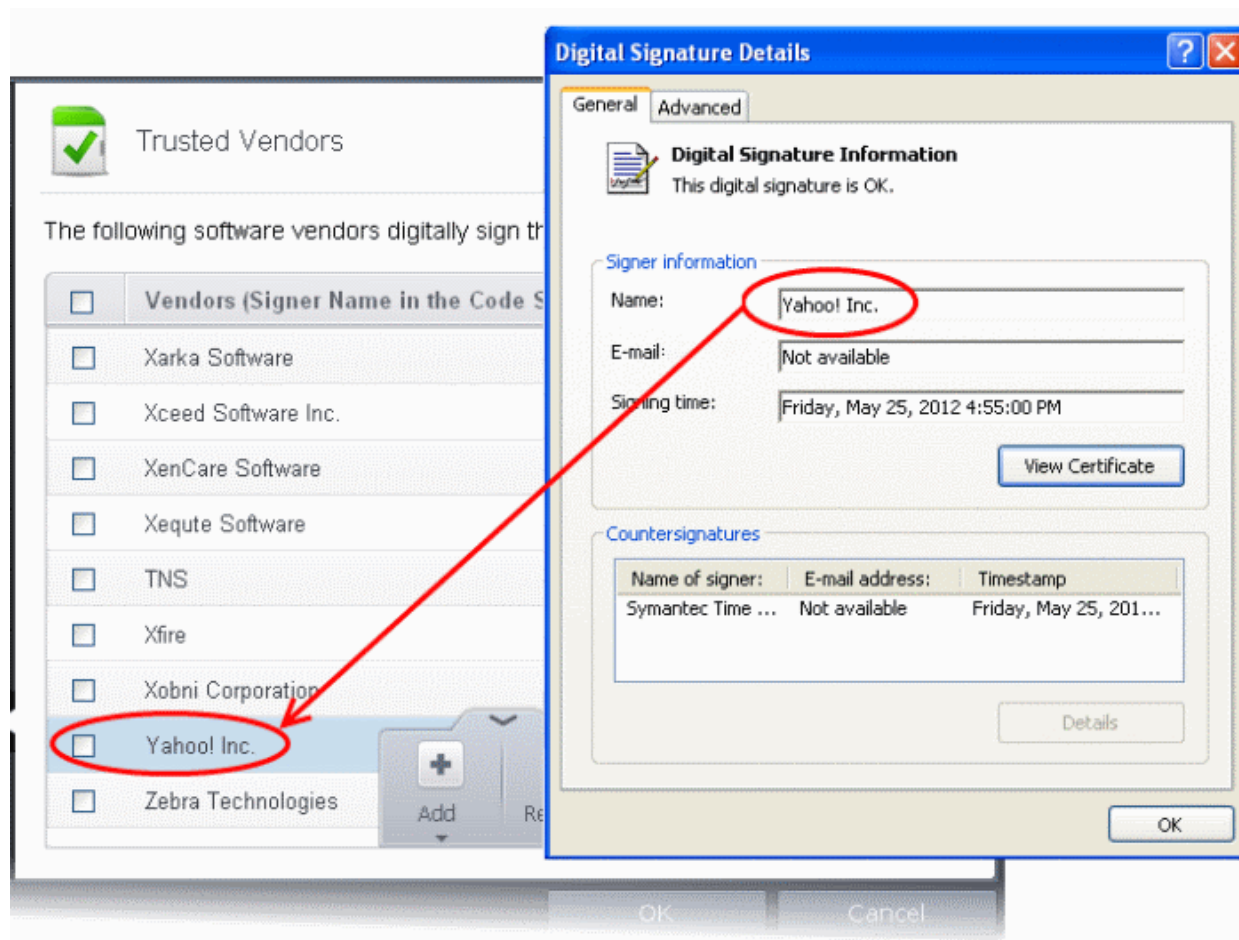 Trusted Vendors
The following software vendors digitally sign th
Vendors (Signer Name in the Code S
Xarka Software
Xceed Software Inc.
XenCare Software
Xequte Software
TNS
Xfire
Xobni Corporation
Yahoo! Inc.
Zebra Technologies
Add
Re
OK
Cancel
Digital Signature Details
General
Advanced
Digital Signature Information
This digital signature is OK.
Signer information
Name:
Yahoo! Inc.
E-mail:
Not available
Signing time:
Friday, May 25, 2012 4:55:00 PM
View Certificate
Countersignatures
Name of signer: E-mail address: Timestamp
Symantec Time ... Not available Friday, May 25, 201...
Details
OK